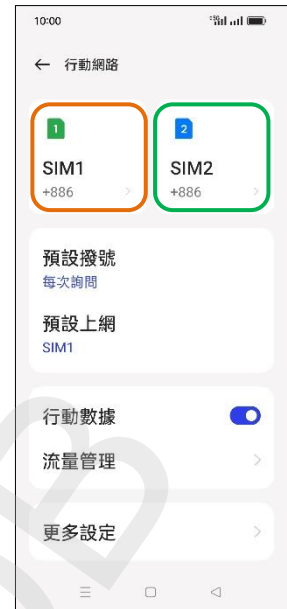 10:00
5G
← 行動網路
1
2
SIM1
SIM2
+886
+886
預設撥號
每次詢問
預設上網
SIM1
行動數據
流量管理
更多設定